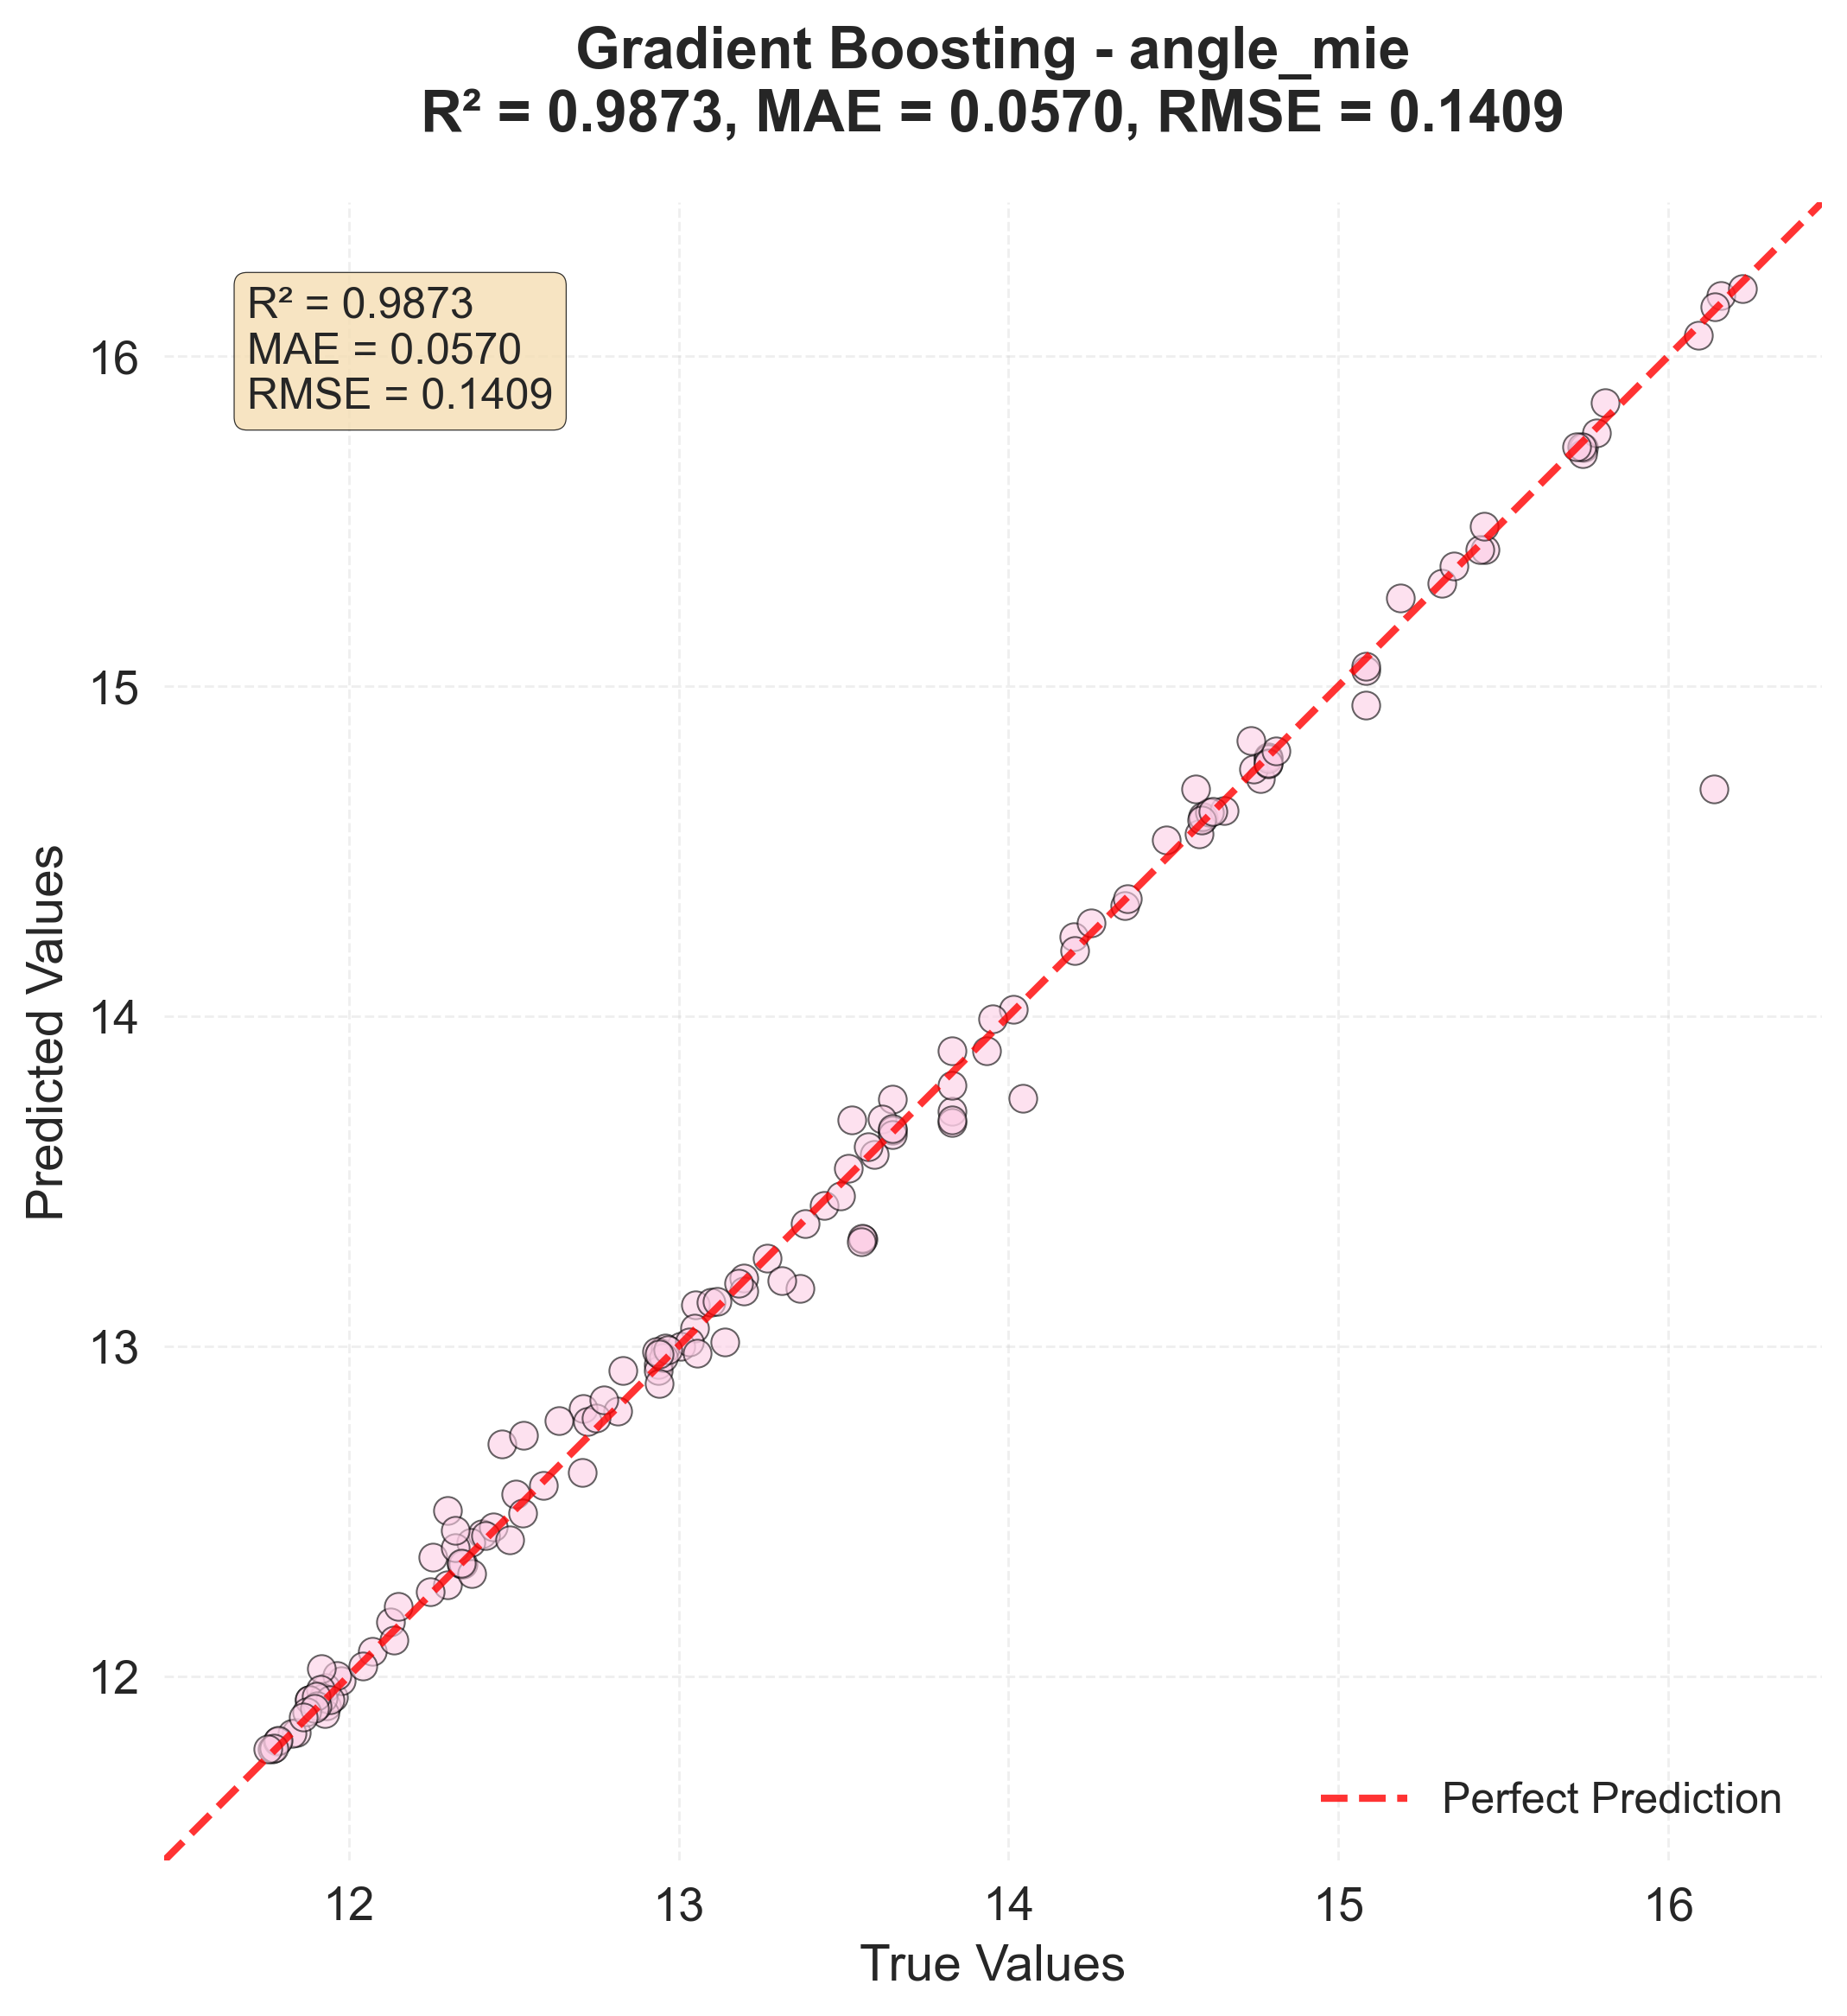 Gradient Boosting - angle_mie
R² = 0.9873, MAE = 0.0570, RMSE = 0.1409
R² = 0.9873
MAE = 0.0570
RMSE = 0.1409
16
15
14
13
12
Predicted Values
Perfect Prediction
12 13 14 15 16
True Values